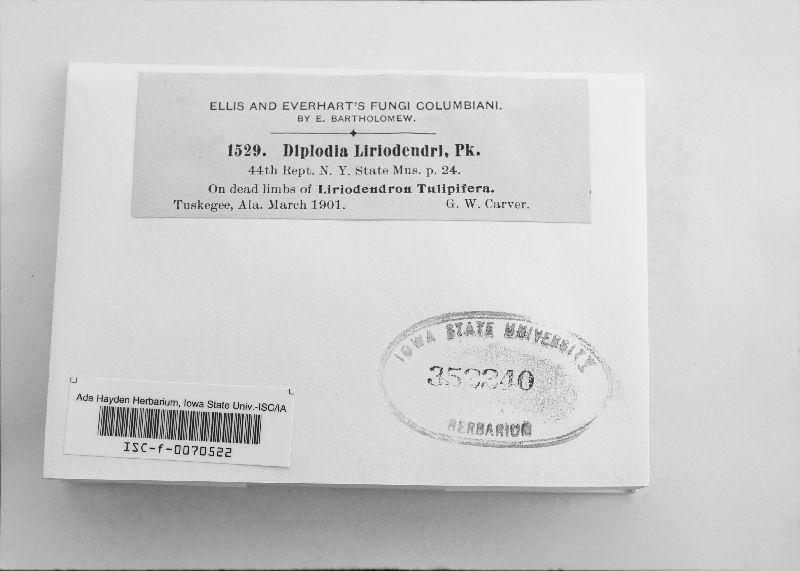 ELLIS AND EVERHART'S FUNGI COLUMBIANI.
BY E. BARTHOLOMEW.
1529. Diplodia Liriodendri, Pk.
44th Rept. N. Y. State Mus. p. 24.
On dead limbs of Liriodendron Tulipifera.
Tuskegee, Ala. March 1901. G. W. Carver.
IOWA STATE UNIVERSITY
HERBARIUM
Ada Hayden Herbarium, Iowa State Univ.-ISC/IA
ISC-f-0070522